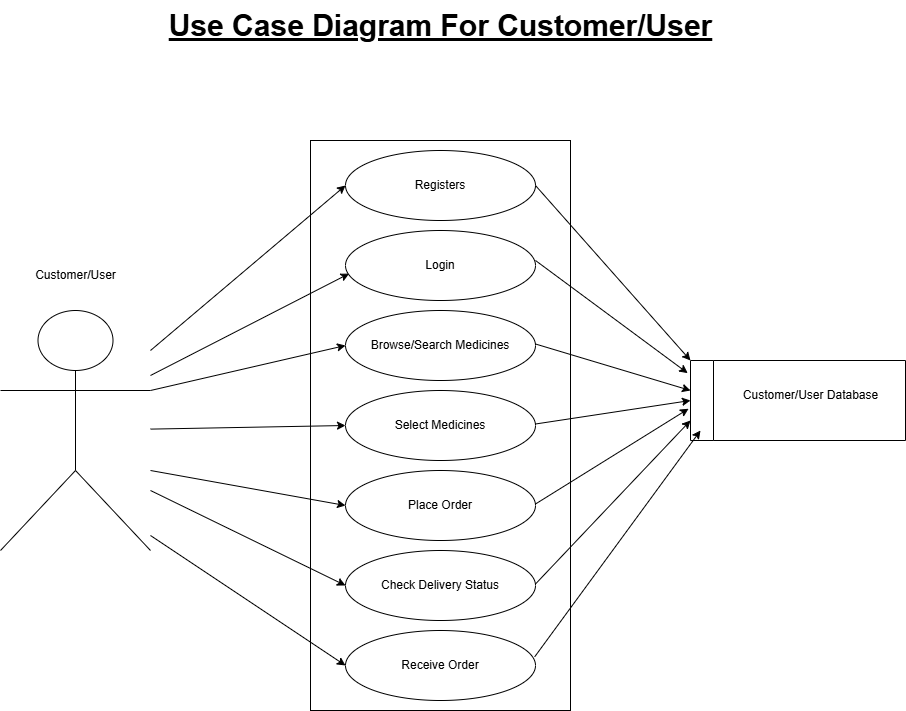 Use Case Diagram For Customer/User
Registers
Login
Customer/User
Browse/Search Medicines
Customer/User Database
Select Medicines
Place Order
Check Delivery Status
Receive Order